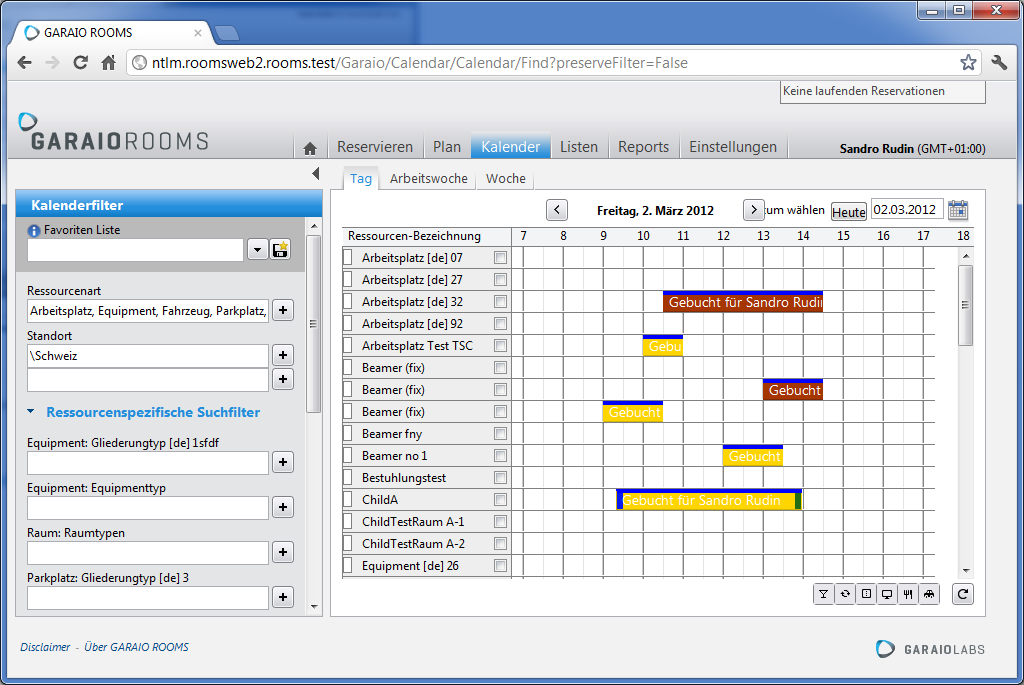 GARAIO ROOMS
ntlm.roomsweb2.rooms.test/Garaio/Calendar/Calendar/Find?preserveFilter=False
Keine laufenden Reservationen
GARAIOROOMS
Reservieren Plan Kalender Listen Reports Einstellungen
Sandro Rudin (GMT+01:00)
Kalenderfilter
Favoriten Liste
Ressourcenart
Arbeitsplatz, Equipment, Fahrzeug, Parkplatz,
Standort
\Schweiz
Ressourcenspezifische Suchfilter
Equipment: Gliederungtyp [de] 1sfdf
Equipment: Equipmenttyp
Raum: Raumtypen
Parkplatz: Gliederungtyp [de] 3
Tag Arbeitswoche Woche
Freitag, 2. März 2012
zum wählen Heute 02.03.2012
Ressourcen-Bezeichnung 7 8 9 10 11 12 13 14 15 16 17 18
Arbeitsplatz [de] 07
Arbeitsplatz [de] 27
Arbeitsplatz [de] 32 Gebucht für Sandro Rudin
Arbeitsplatz [de] 92
Arbeitsplatz Test TSC Gebu
Beamer (fix)
Beamer (fix) Gebucht
Beamer (fix) Gebucht
Beamer fny
Beamer no 1 Gebucht
Bestuhlungstest
ChildA Gebucht für Sandro Rudin
ChildTestRaum A-1
ChildTestRaum A-2
Equipment [de] 26
Disclaimer - Über GARAIO ROOMS
GARAIOLABS